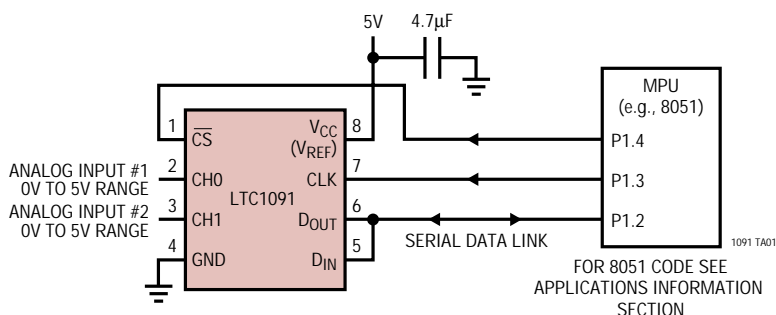 5V
4.7µF
MPU
(e.g., 8051)
P1.4
P1.3
P1.2
1
C̅S̅
VCC
(VREF)
8
ANALOG INPUT #1
0V TO 5V RANGE
2
CH0
LTC1091
CLK
7
ANALOG INPUT #2
0V TO 5V RANGE
3
CH1
DOUT
6
4
GND
DIN
5
SERIAL DATA LINK
1091 TA01
FOR 8051 CODE SEE
APPLICATIONS INFORMATION
SECTION